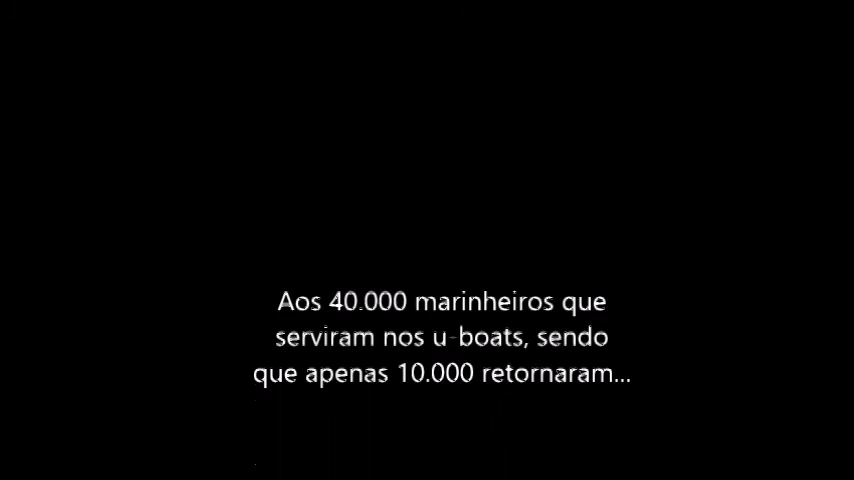 Aos 40.000 marinheiros que
serviram nos u-boats, sendo
que apenas 10.000 retornaram...